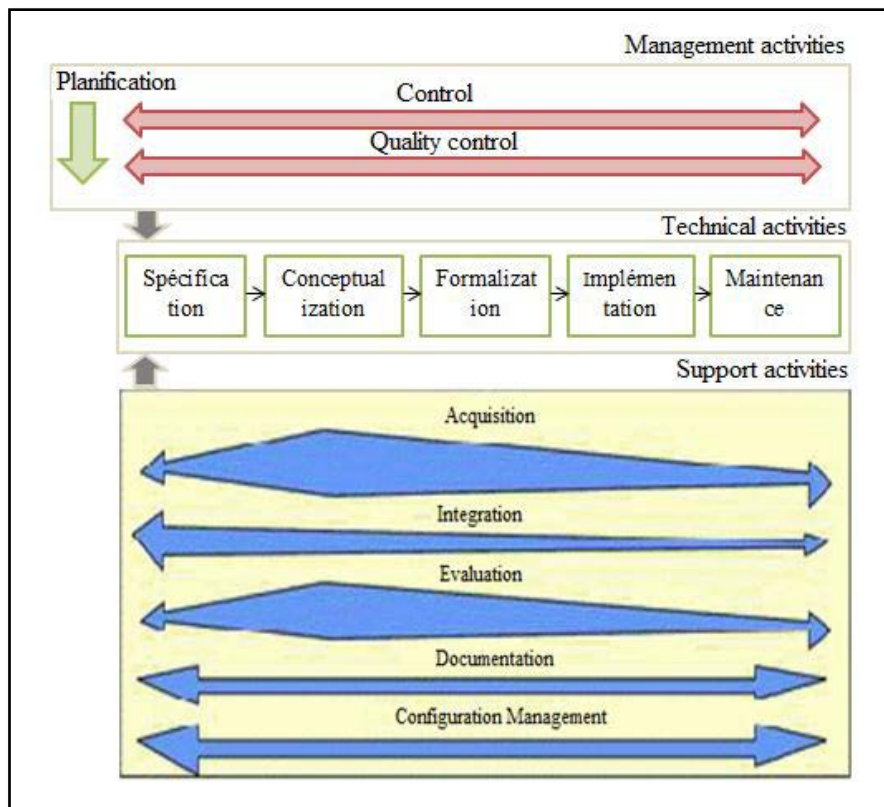 Management activities
Planification
Control
Quality control
Technical activities
Spécifica
tion
Conceptual
ization
Formalizat
ion
Implémen
tation
Maintenan
ce
Support activities
Acquisition
Integration
Evaluation
Documentation
Configuration Management